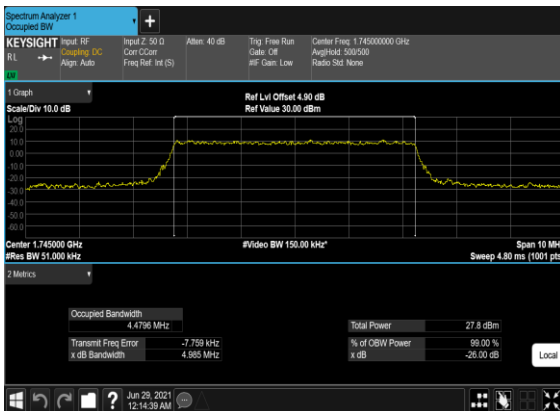 Spectrum Analyzer 1
Occupied BW
+
KEYSIGHT Input: RF Input Z: 50 Ω Atten: 40 dB Trig: Free Run Center Freq: 1.745000000 GHz
RL Coupling: DC Corr CCorr Gate: Off Avg|Hold: 500/500
Align: Auto Freq Ref: Int (S) #IF Gain: Low Radio Std: None
LV
1 Graph
Ref Lvl Offset 4.90 dB
Scale/Div 10.0 dB Ref Value 30.00 dBm
Log
20.0
10.0
0.00
-10.0
-20.0
-30.0
-40.0
-50.0
-60.0
Center 1.745000 GHz #Video BW 150.00 kHz* Span 10 MH
#Res BW 51.000 kHz Sweep 4.80 ms (1001 pts
2 Metrics
Occupied Bandwidth
4.4796 MHz Total Power 27.8 dBm
Transmit Freq Error -7.759 kHz % of OBW Power 99.00 %
x dB Bandwidth 4.985 MHz x dB -26.00 dB
Local
? Jun 29, 2021
12:14:39 AM